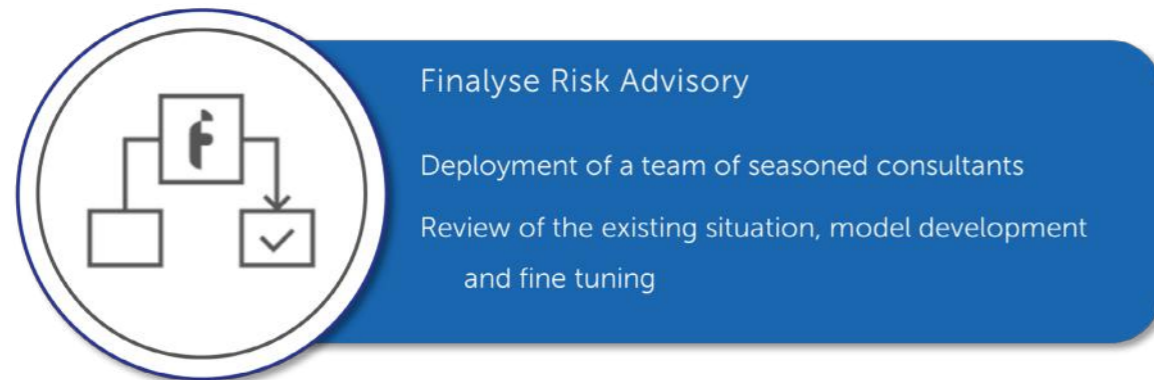 Finalyse Risk Advisory
Deployment of a team of seasoned consultants
Review of the existing situation, model development
and fine tuning